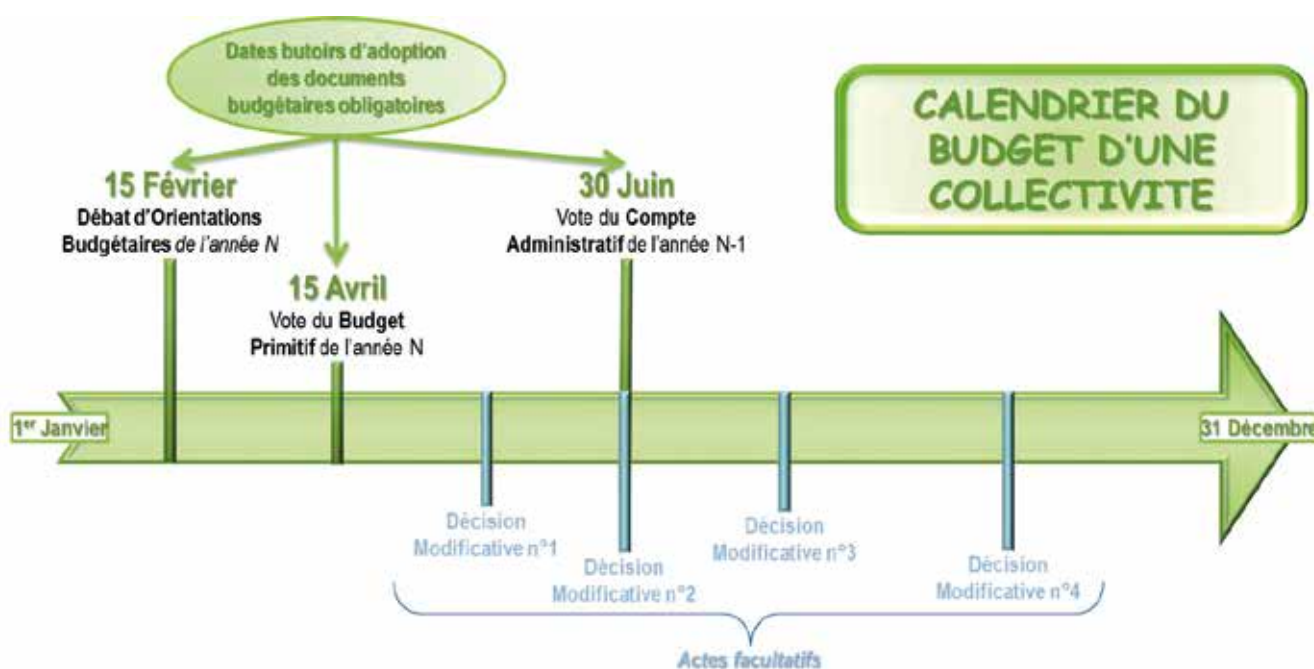 Dates butoirs d'adoption
des documents
budgétaires obligatoires
CALENDRIER DU
BUDGET D'UNE
COLLECTIVITE
15 Février
Débat d'Orientations
Budgétaires de l'année N
30 Juin
Vote du Compte
Administratif de l'année N-1
15 Avril
Vote du Budget
Primitif de l'année N
1er Janvier
31 Décembre
Décision
Modificative n°1
Décision
Modificative n°2
Décision
Modificative n°3
Décision
Modificative n°4
Actes facultatifs